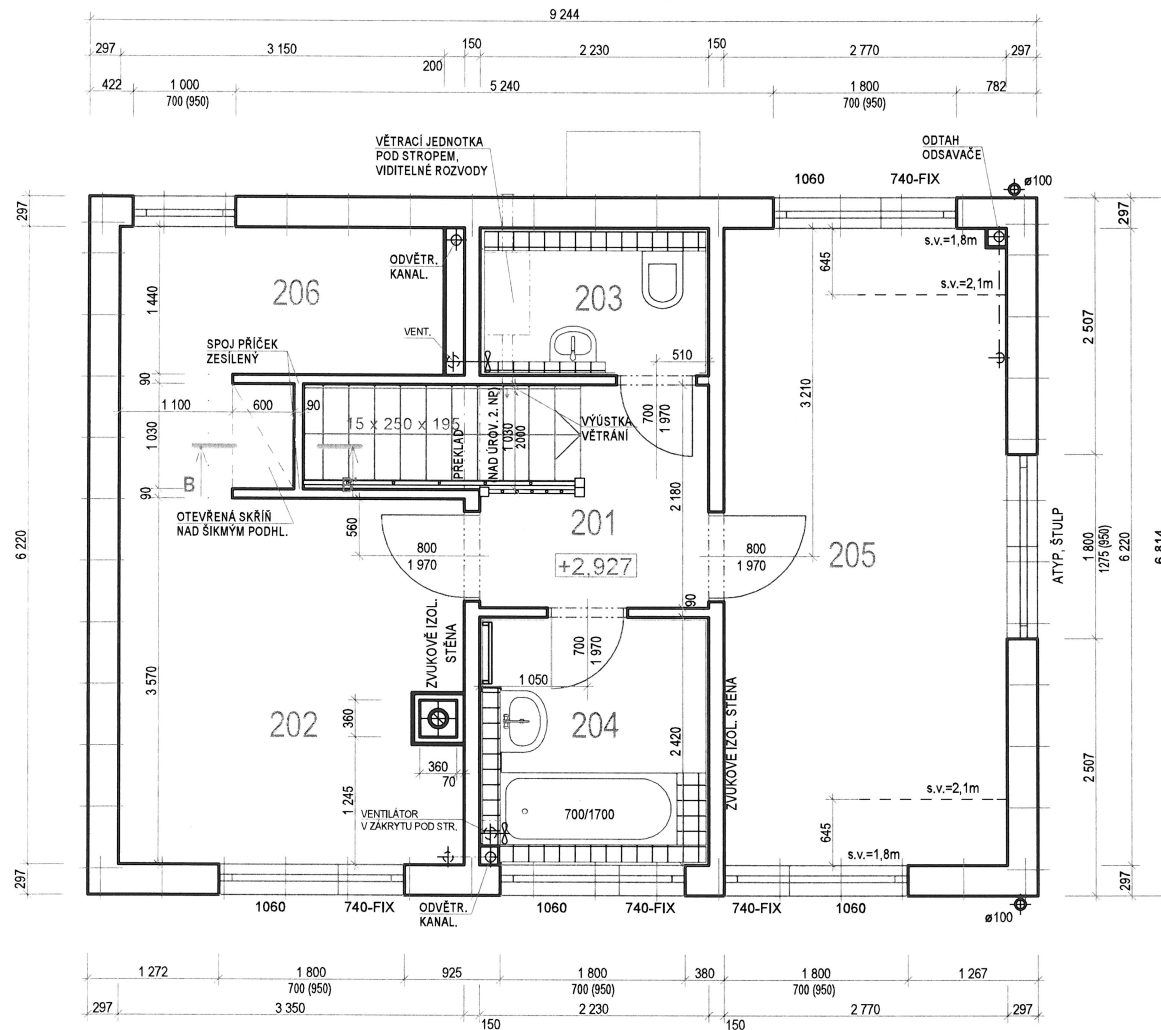 9 244
297
3 150
150
2 230
150
2 770
297
200
422
1 000
700 (950)
5 240
1 800
700 (950)
782
VĚTRACÍ JEDNOTKA
POD STROPEM,
VIDITELNÉ ROZVODY
ODTAH
ODSAVAČE
1060
740-FIX
ø100
297
297
s.v.=1,8m
ODVĚTR.
KANAL.
645
s.v.=2,1m
206
203
1 440
2 507
VENT.
SPOJ PŘÍČEK
ZESÍLENÝ
510
90
3 210
1 100
600
90
15 x 250 x 195
PŘEKLAD
NAD ÚROV. 2. NP)
1 030
2000
VÝÚSTKA
VĚTRÁNÍ
700
1 970
1 030
B
90
2 180
OTEVŘENÁ SKŘÍŇ
NAD ŠIKMÝM PODHL.
560
201
205
ATYP, ŠTULP
1 800
1275 (950)
6 220
6 814
6 220
800
1 970
+2,927
800
1 970
90
ZVUKOVĚ IZOL.
STĚNA
700
1 970
3 570
1 050
202
360
204
ZVUKOVĚ IZOL. STĚNA
2 420
360
70
2 507
s.v.=2,1m
1 245
VENTILÁTOR
V ZÁKRYTU POD STR.
700/1700
645
s.v.=1,8m
297
297
1060
740-FIX
ODVĚTR.
KANAL.
1060
740-FIX
740-FIX
1060
ø100
1 272
1 800
700 (950)
925
1 800
700 (950)
380
1 800
700 (950)
1 267
297
3 350
150
2 230
150
2 770
297